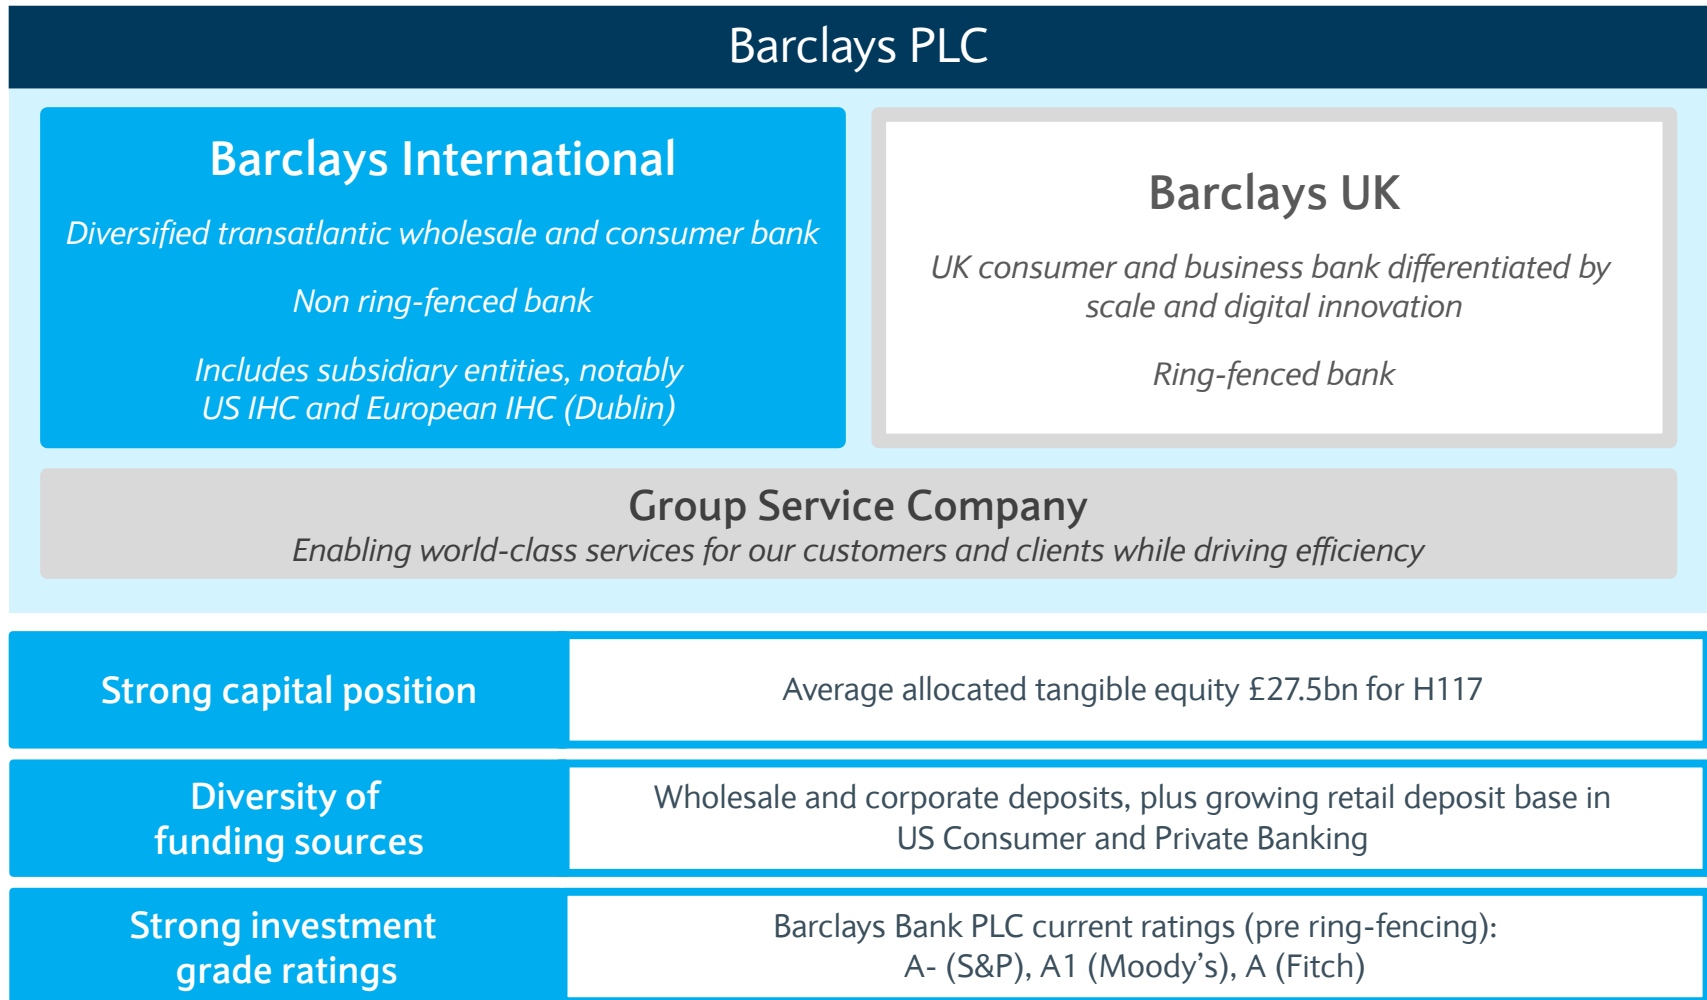 Barclays PLC
Barclays International
Diversified transatlantic wholesale and consumer bank
Non ring-fenced bank
Includes subsidiary entities, notably
US IHC and European IHC (Dublin)
Barclays UK
UK consumer and business bank differentiated by
scale and digital innovation
Ring-fenced bank
Group Service Company
Enabling world-class services for our customers and clients while driving efficiency
Strong capital position
Average allocated tangible equity £27.5bn for H117
Diversity of
funding sources
Wholesale and corporate deposits, plus growing retail deposit base in
US Consumer and Private Banking
Strong investment
grade ratings
Barclays Bank PLC current ratings (pre ring-fencing):
A- (S&P), A1 (Moody’s), A (Fitch)